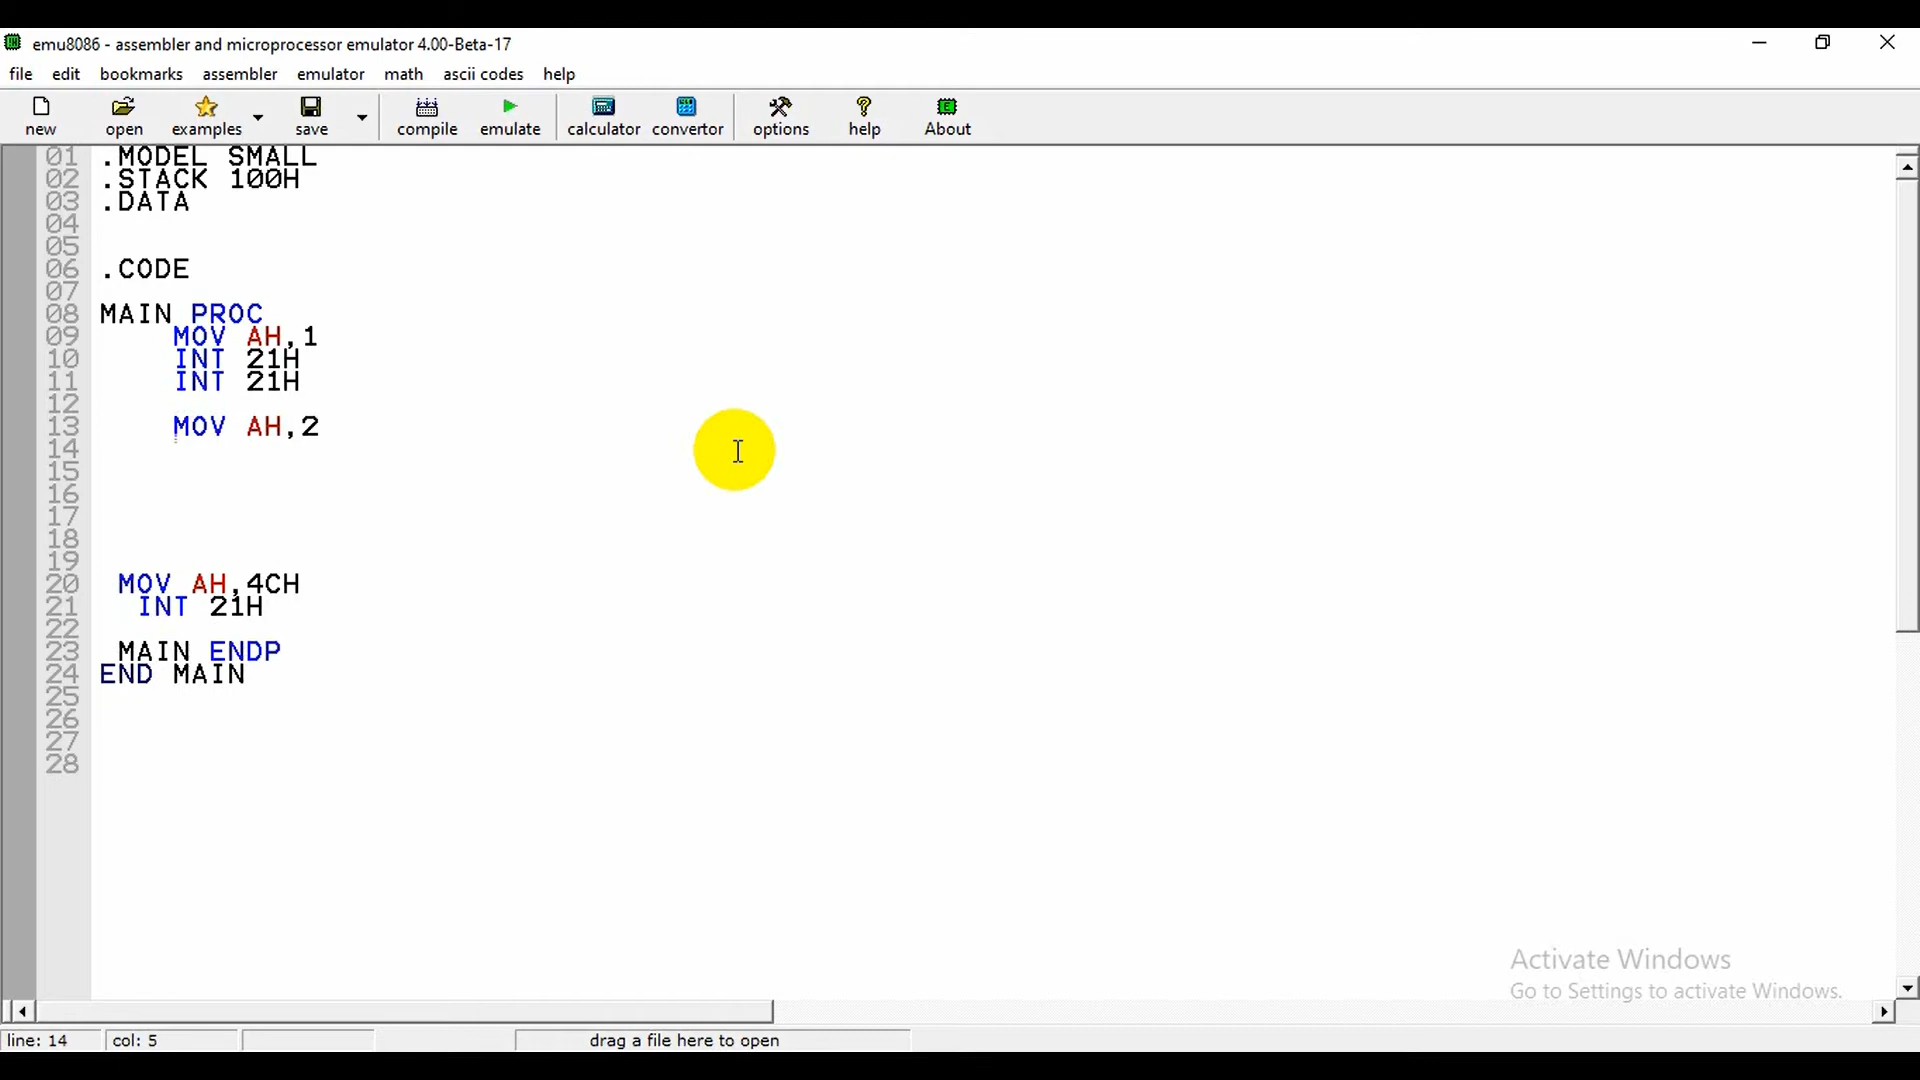 emu8086 - assembler and microprocessor emulator 4.00-Beta-17
file edit bookmarks assembler emulator math ascii codes help
new open examples save compile emulate calculator convertor options help About
01 .MODEL SMALL
02 .STACK 100H
03 .DATA
04
05
06 .CODE
07
08 MAIN PROC
09 MOV AH,1
10 INT 21H
11 INT 21H
12
13 MOV AH,2
14
15
16
17
18
19
20 MOV AH,4CH
21 INT 21H
22
23 MAIN ENDP
24 END MAIN
25
26
27
28
Activate Windows
Go to Settings to activate Windows.
line: 14 col: 5 drag a file here to open